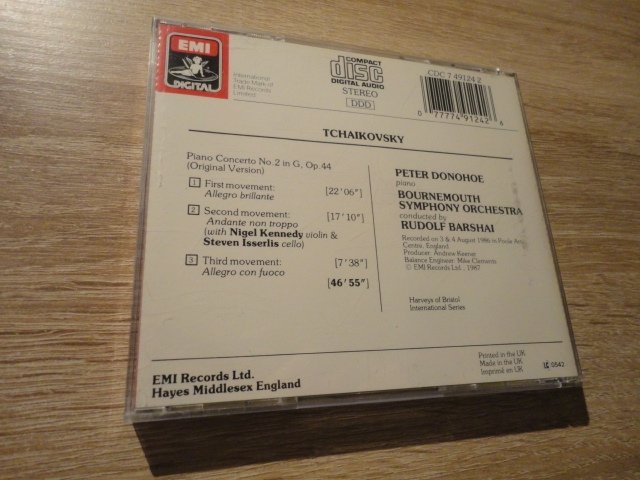 EMI
DIGITAL
International
Trade Mark of
EMI Records
Limited
COMPACT
disc
DIGITAL AUDIO
STEREO
DDD
CDC 7 49124 2
0 77774 91242 6
TCHAIKOVSKY
Piano Concerto No.2 in G, Op.44
(Original Version)
1 First movement: [22'06"]
Allegro brillante
2 Second movement: [17'10"]
Andante non troppo
(with Nigel Kennedy violin &
Steven Isserlis cello)
3 Third movement: [7'38"]
Allegro con fuoco
[46'55"]
PETER DONOHOE
piano
BOURNEMOUTH
SYMPHONY ORCHESTRA
conducted by
RUDOLF BARSHAI
Recorded on 3 & 4 August 1986 in Poole Arts
Centre, England
Producer: Andrew Keener
Balance Engineer: Mike Clements
© EMI Records Ltd., 1987
Harveys of Bristol
International Series
EMI Records Ltd.
Hayes Middlesex England
Printed in the UK
Made in the UK
Imprimé en UK
0542